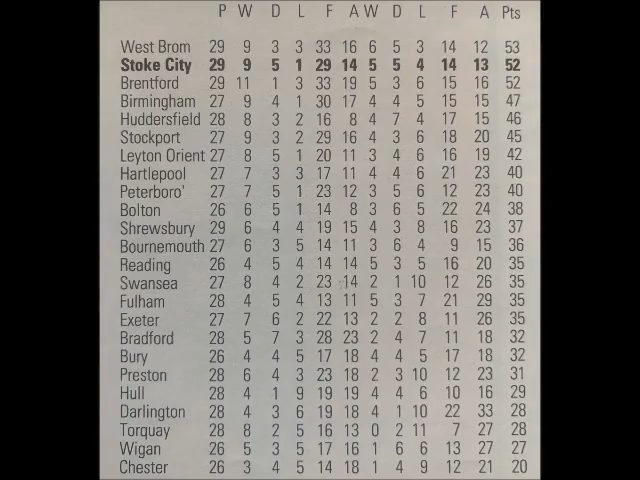 P W D L F A W D L F A Pts
West Brom 29 9 3 3 33 16 6 5 3 14 12 53
Stoke City 29 9 5 1 29 14 5 5 4 14 13 52
Brentford 29 11 1 3 33 19 5 3 6 15 16 52
Birmingham 27 9 4 1 30 17 4 4 5 15 15 47
Huddersfield 28 8 3 2 16 8 4 7 4 17 15 46
Stockport 27 9 3 2 29 16 4 3 6 18 20 45
Leyton Orient 27 8 5 1 20 11 3 4 6 16 19 42
Hartlepool 27 7 3 3 17 11 4 4 6 21 23 40
Peterboro' 27 7 5 1 23 12 3 5 6 12 23 40
Bolton 26 6 5 1 14 8 3 6 5 22 24 38
Shrewsbury 29 6 4 4 19 15 4 3 8 16 23 37
Bournemouth 27 6 3 5 14 11 3 6 4 9 15 36
Reading 26 4 5 4 14 14 5 3 5 16 20 35
Swansea 27 8 4 2 23 14 2 1 10 12 26 35
Fulham 28 4 5 4 13 11 5 3 7 21 29 35
Exeter 27 7 6 2 22 13 2 2 8 11 26 35
Bradford 28 5 7 3 28 23 2 4 7 11 18 32
Bury 26 4 4 5 17 18 4 4 5 17 18 32
Preston 28 6 4 3 23 18 2 3 10 12 23 31
Hull 28 4 1 9 19 19 4 4 6 10 16 29
Darlington 28 4 3 6 19 18 4 1 10 22 33 28
Torquay 28 8 2 5 16 13 0 2 11 7 27 28
Wigan 26 5 3 5 17 16 1 6 6 13 27 27
Chester 26 3 4 5 14 18 1 4 9 12 21 20